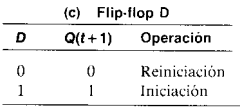 (c) Flip-flop D
D Q(t + 1) Operación
0 0 Reiniciación
1 1 Iniciación